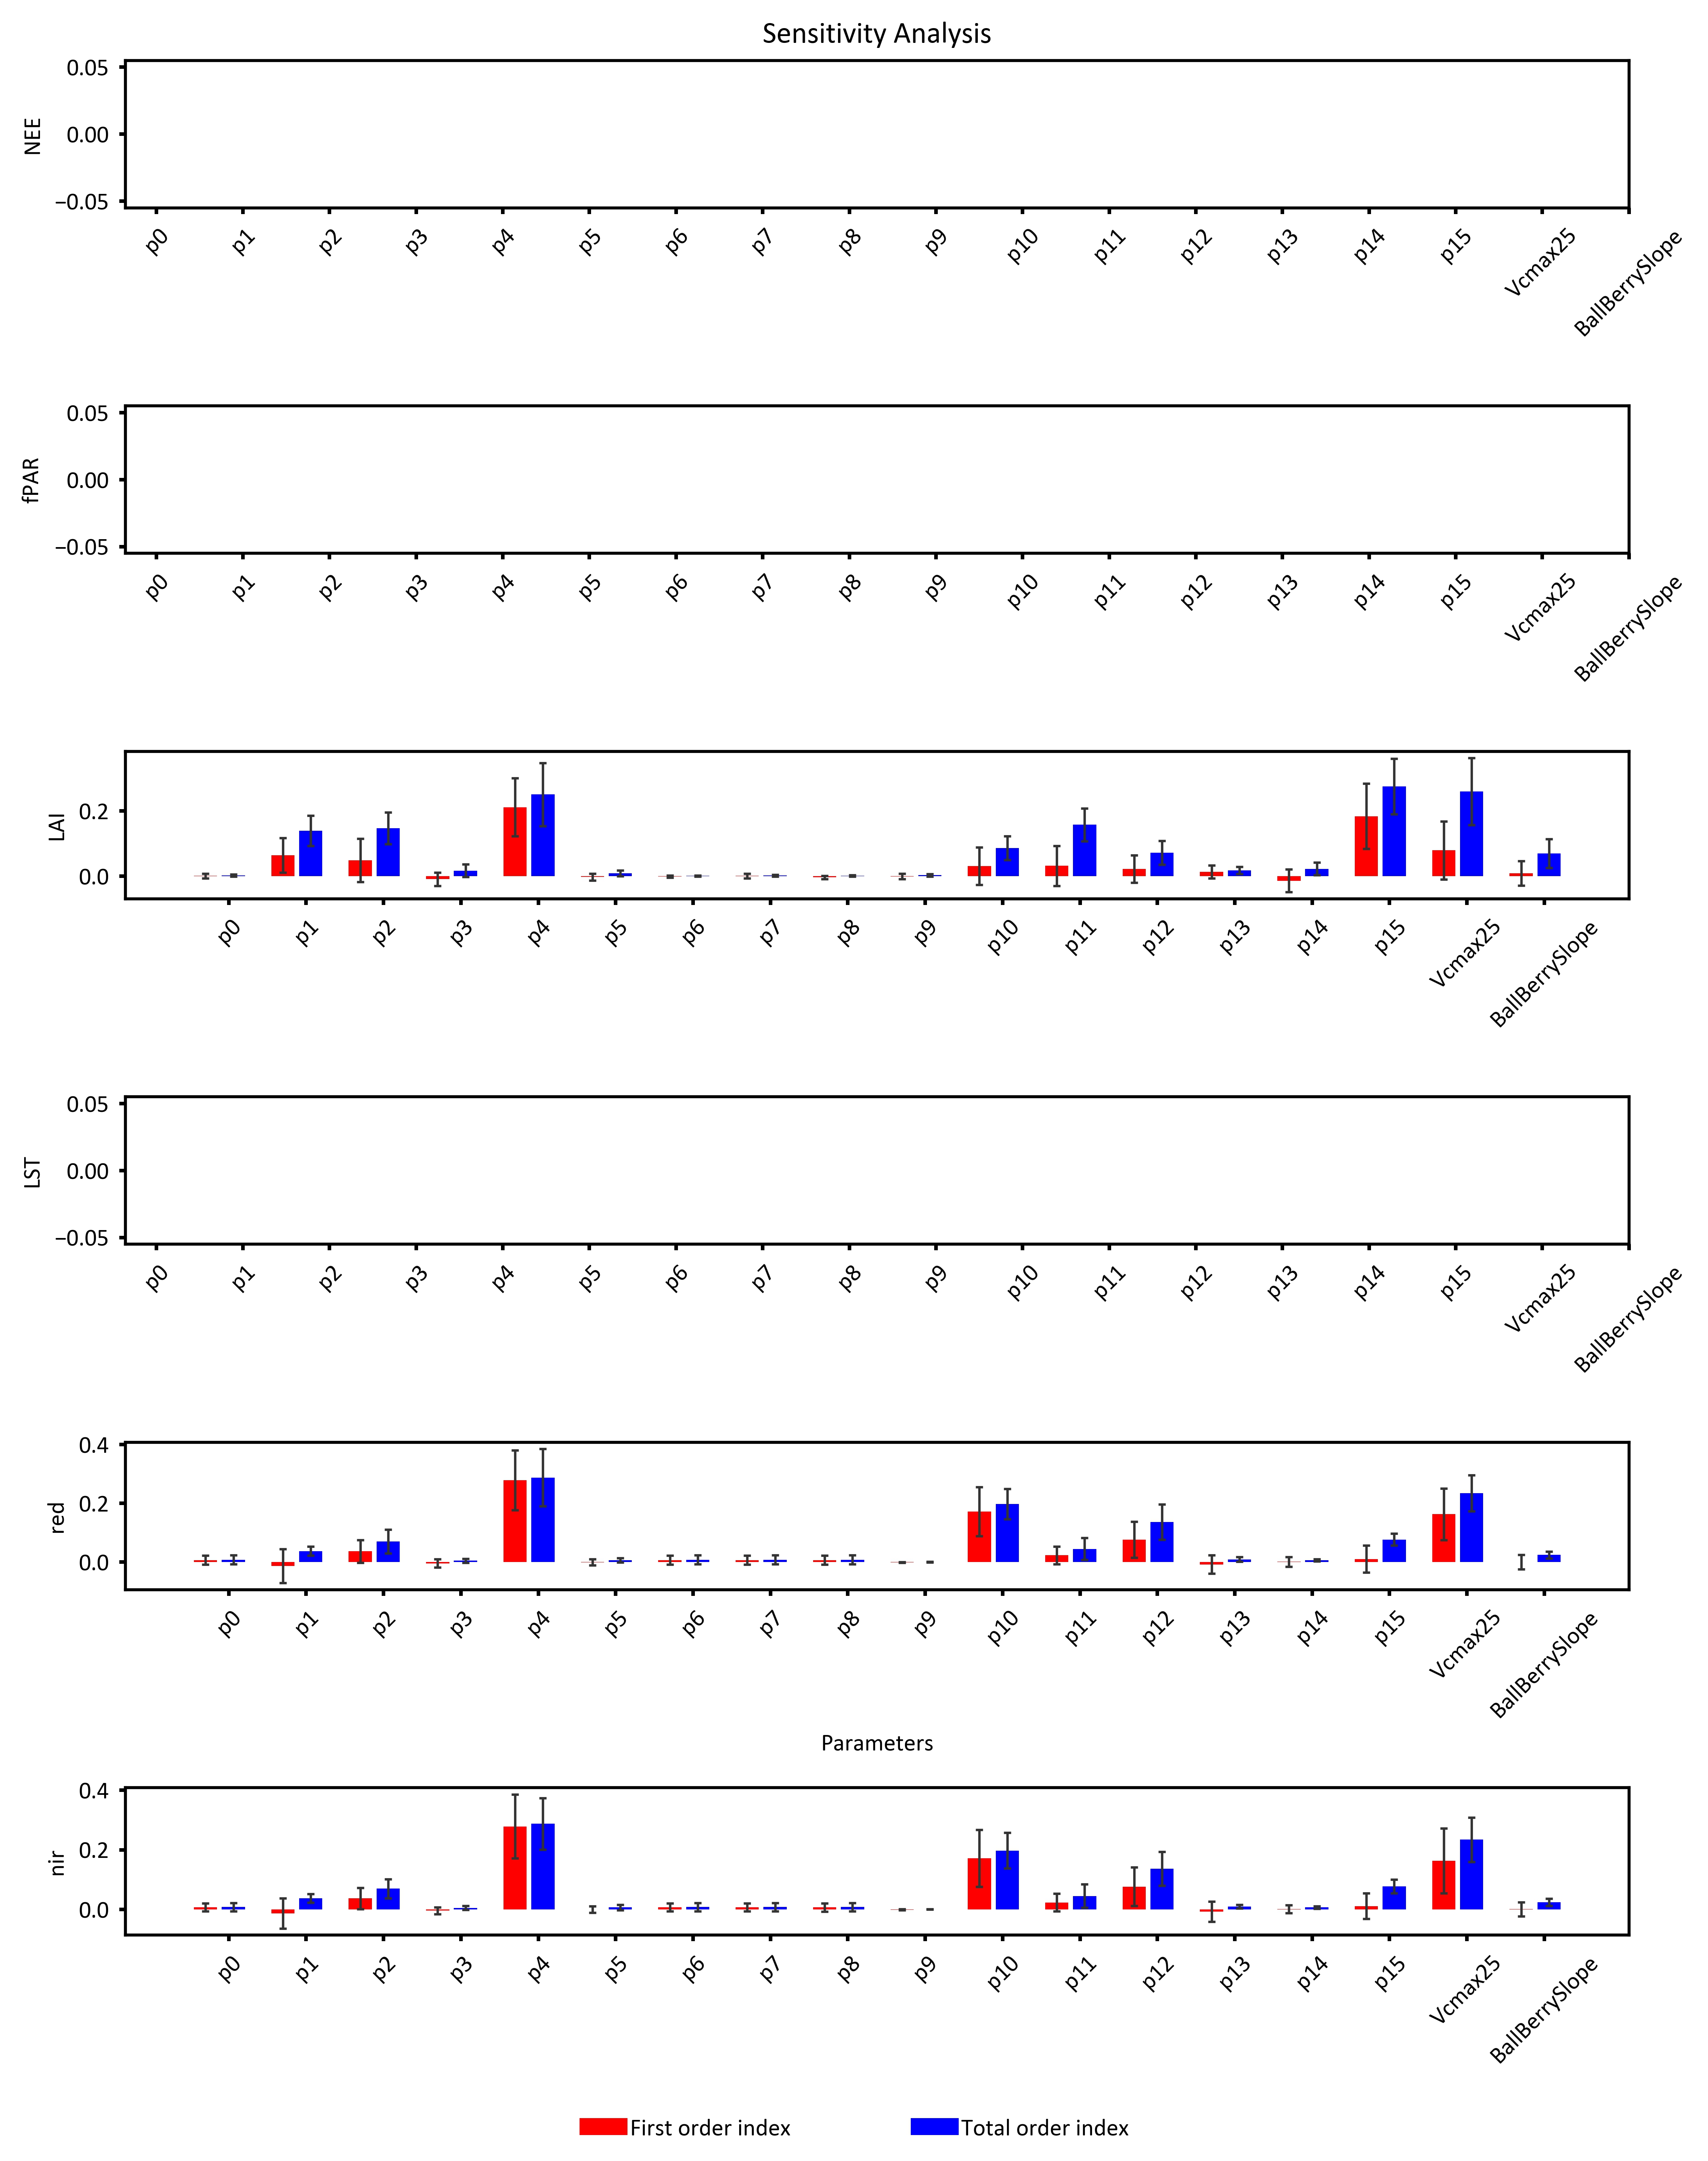 Sensitivity Analysis
NEE
0.05
0.00
−0.05
p0 p1 p2 p3 p4 p5 p6 p7 p8 p9 p10 p11 p12 p13 p14 p15 Vcmax25 BallBerrySlope
fPAR
0.05
0.00
−0.05
p0 p1 p2 p3 p4 p5 p6 p7 p8 p9 p10 p11 p12 p13 p14 p15 Vcmax25 BallBerrySlope
LAI
0.2
0.0
p0 p1 p2 p3 p4 p5 p6 p7 p8 p9 p10 p11 p12 p13 p14 p15 Vcmax25 BallBerrySlope
LST
0.05
0.00
−0.05
p0 p1 p2 p3 p4 p5 p6 p7 p8 p9 p10 p11 p12 p13 p14 p15 Vcmax25 BallBerrySlope
red
0.4
0.2
0.0
p0 p1 p2 p3 p4 p5 p6 p7 p8 p9 p10 p11 p12 p13 p14 p15 Vcmax25 BallBerrySlope
Parameters
nir
0.4
0.2
0.0
p0 p1 p2 p3 p4 p5 p6 p7 p8 p9 p10 p11 p12 p13 p14 p15 Vcmax25 BallBerrySlope
First order index Total order index